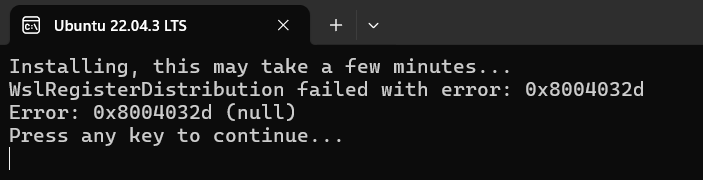 Ubuntu 22.04.3 LTS
Installing, this may take a few minutes...
WslRegisterDistribution failed with error: 0x8004032d
Error: 0x8004032d (null)
Press any key to continue...